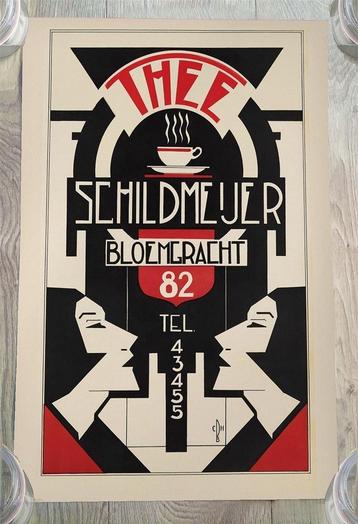 THEE
SCHILDMEIJER
BLOEMGRACHT
82
TEL.
43455